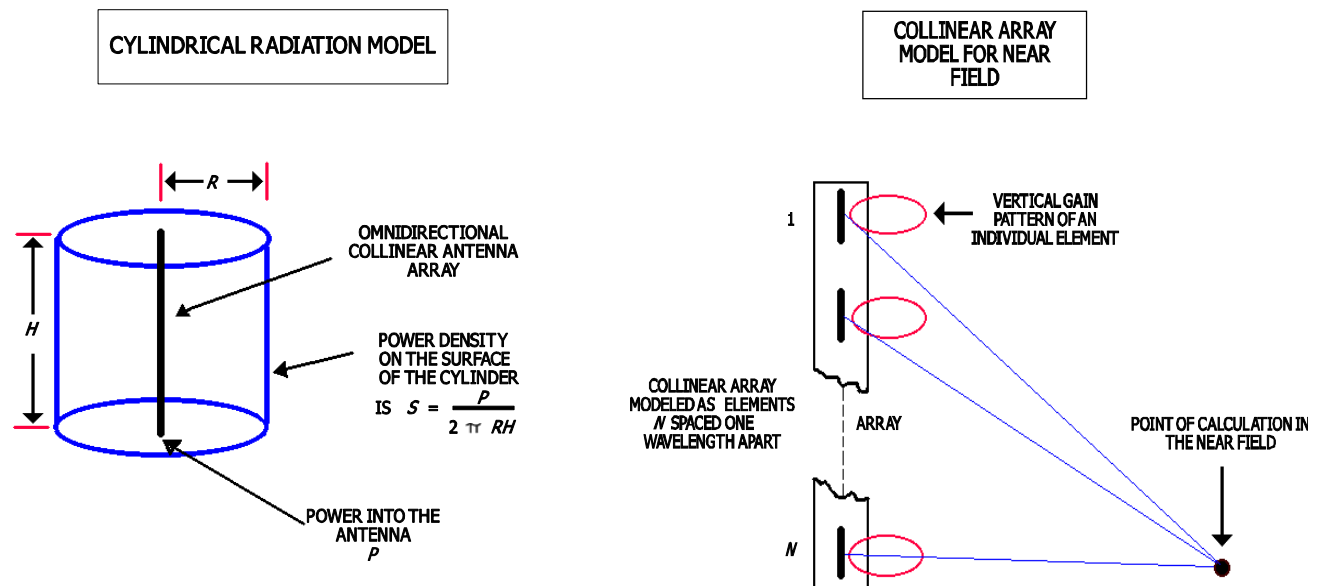 CYLINDRICAL RADIATION MODEL
R
H
OMNIDIRECTIONAL
COLLINEAR ANTENNA
ARRAY
POWER DENSITY
ON THE SURFACE
OF THE CYLINDER
IS S = P
2 π RH
POWER INTO THE
ANTENNA
P
COLLINEAR ARRAY
MODEL FOR NEAR
FIELD
1
VERTICAL GAIN
PATTERN OF AN
INDIVIDUAL ELEMENT
COLLINEAR ARRAY
MODELED AS ELEMENTS
N SPACED ONE
WAVELENGTH APART
ARRAY
POINT OF CALCULATION IN
THE NEAR FIELD
N